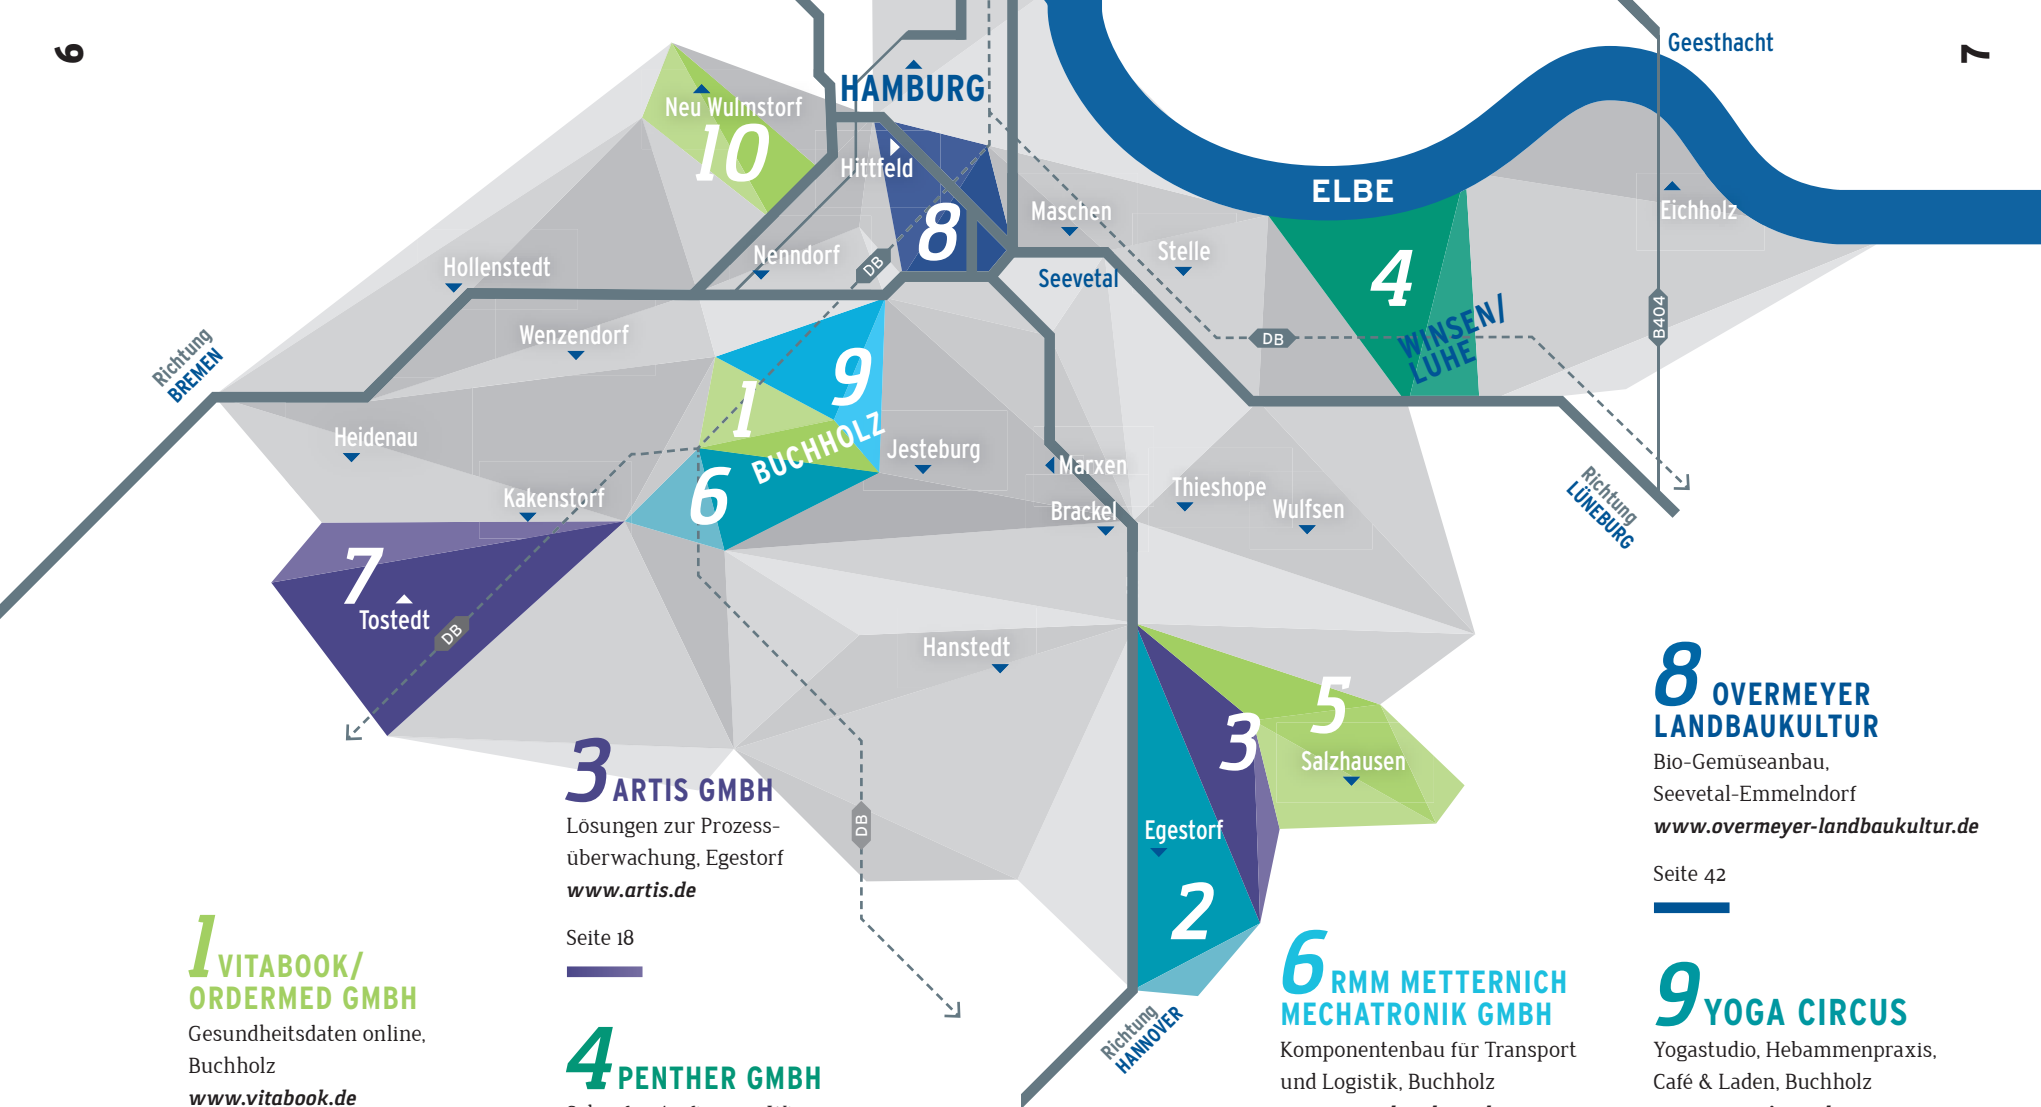 6
7
Geesthacht
HAMBURG
Neu Wulmstorf
10
Hittfeld
ELBE
Eichholz
8
Maschen
Stelle
Nenndorf
DB
Seevetal
4
Hollenstedt
WINSEN/
LUHE
DB
B404
Wenzendorf
Richtung
BREMEN
9
1
BUCHHOLZ
Heidenau
Jesteburg
Marxen
6
Kakenstorf
Brackel
Thieshope
Wulfsen
Richtung
LÜNEBURG
7
Tostedt
DB
Hanstedt
5
3
Salzhausen
DB
Egestorf
2
Richtung
HANNOVER
1 VITABOOK/
ORDERMED GMBH
Gesundheitsdaten online,
Buchholz
www.vitabook.de
3 ARTIS GMBH
Lösungen zur Prozess-
überwachung, Egestorf
www.artis.de
Seite 18
4 PENTHER GMBH
6 RMM METTERNICH
MECHATRONIK GMBH
Komponentenbau für Transport
und Logistik, Buchholz
8 OVERMEYER
LANDBAUKULTUR
Bio-Gemüseanbau,
Seevetal-Emmelndorf
www.overmeyer-landbaukultur.de
Seite 42
9 YOGA CIRCUS
Yogastudio, Hebammenpraxis,
Café & Laden, Buchholz